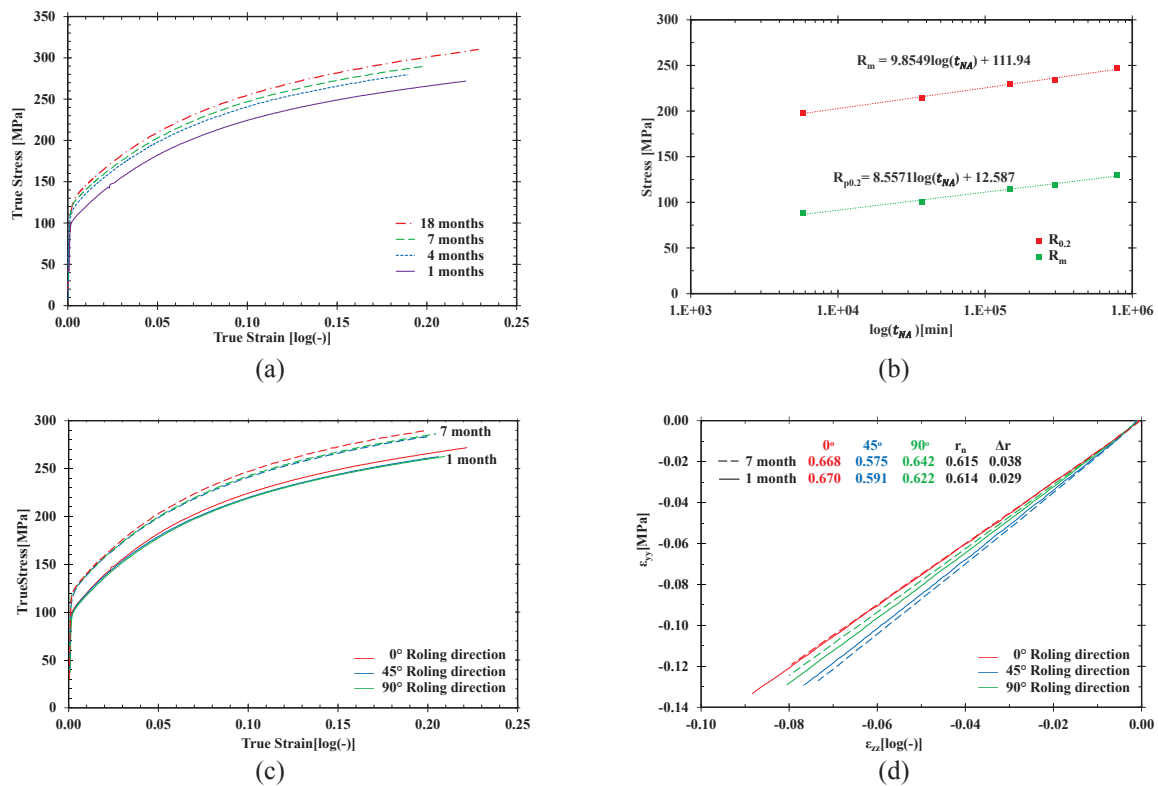 350
300
250
200
150
100
50
0
True Stress [MPa]
0.00 0.05 0.10 0.15 0.20 0.25
True Strain [log(-)]
18 months
7 months
4 months
1 months
(a)
300
250
200
150
100
50
0
Stress [MPa]
Rm = 9.8549log(tNA) + 111.94
Rp0.2= 8.5571log(tNA) + 12.587
R0.2
Rm
1.E+03 1.E+04 1.E+05 1.E+06
log(tNA)[min]
(b)
300
250
200
150
100
50
0
TrueStress[MPa]
7 month
1 month
0° Roling direction
45° Roling direction
90° Roling direction
0.00 0.05 0.10 0.15 0.20 0.25
True Strain[log(-)]
(c)
0.00
-0.02
-0.04
-0.06
-0.08
-0.10
-0.12
-0.14
εyy[MPa]
0° 45° 90° rn Δr
7 month 0.668 0.575 0.642 0.615 0.038
1 month 0.670 0.591 0.622 0.614 0.029
0° Roling direction
45° Roling direction
90° Roling direction
-0.10 -0.08 -0.06 -0.04 -0.02 0.00
εzz[log(-)]
(d)